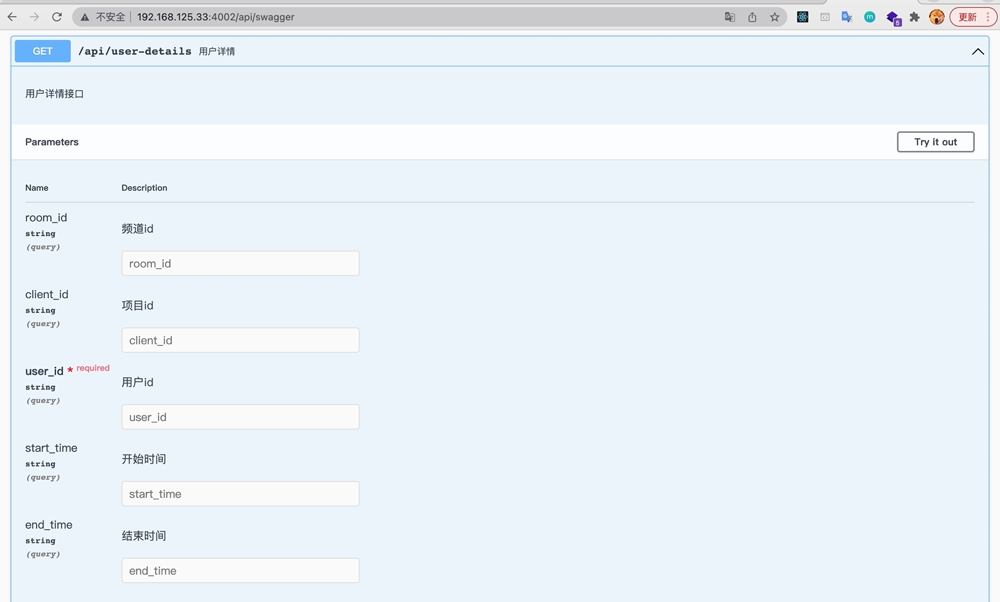 不安全 192.168.125.33:4002/api/swagger 5 更新
GET /api/user-details 用户详情
用户详情接口
Parameters Try it out
Name Description
room_id
string
(query)
频道id
room_id
client_id
string
(query)
项目id
client_id
user_id * required
string
(query)
用户id
user_id
start_time
string
(query)
开始时间
start_time
end_time
string
(query)
结束时间
end_time